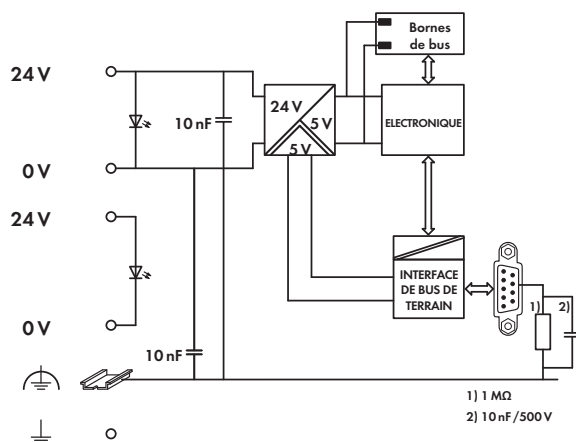 Bornes
de bus
24 V
10 nF
24 V
5 V
5 V
ELECTRONIQUE
0 V
24 V
INTERFACE
DE BUS DE
TERRAIN
1)
2)
0 V
10 nF
1) 1 MΩ
2) 10 nF/500 V